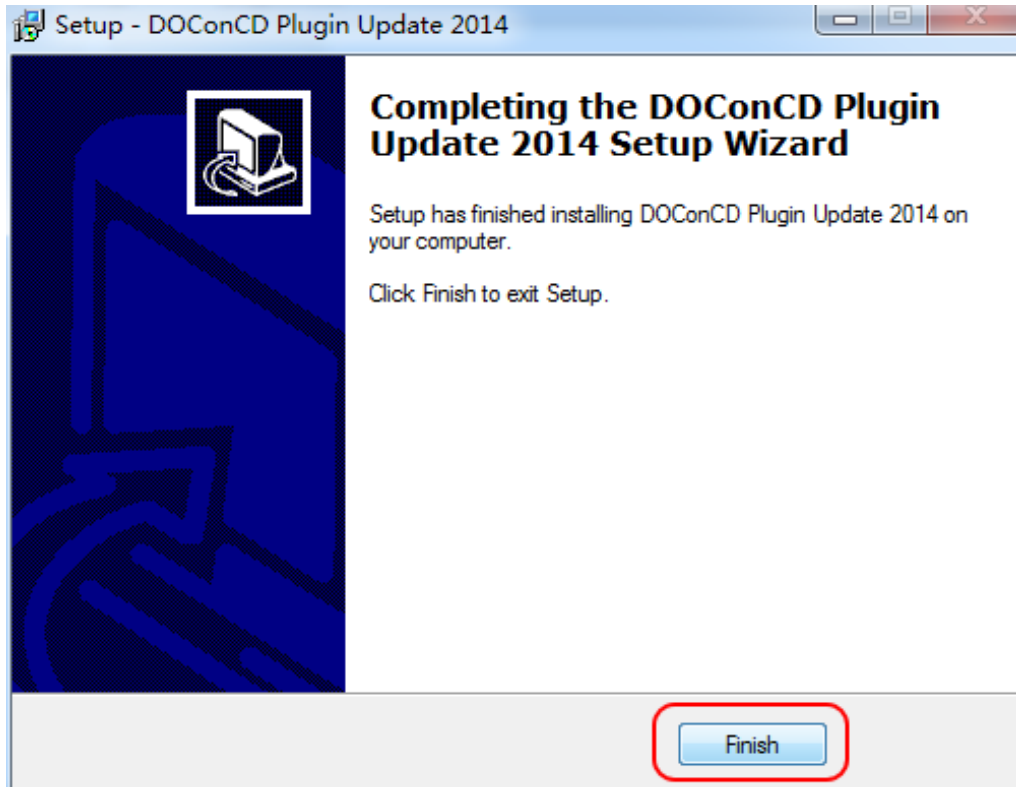 Setup - DOConCD Plugin Update 2014
Completing the DOConCD Plugin
Update 2014 Setup Wizard
Setup has finished installing DOConCD Plugin Update 2014 on
your computer.
Click Finish to exit Setup.
Finish